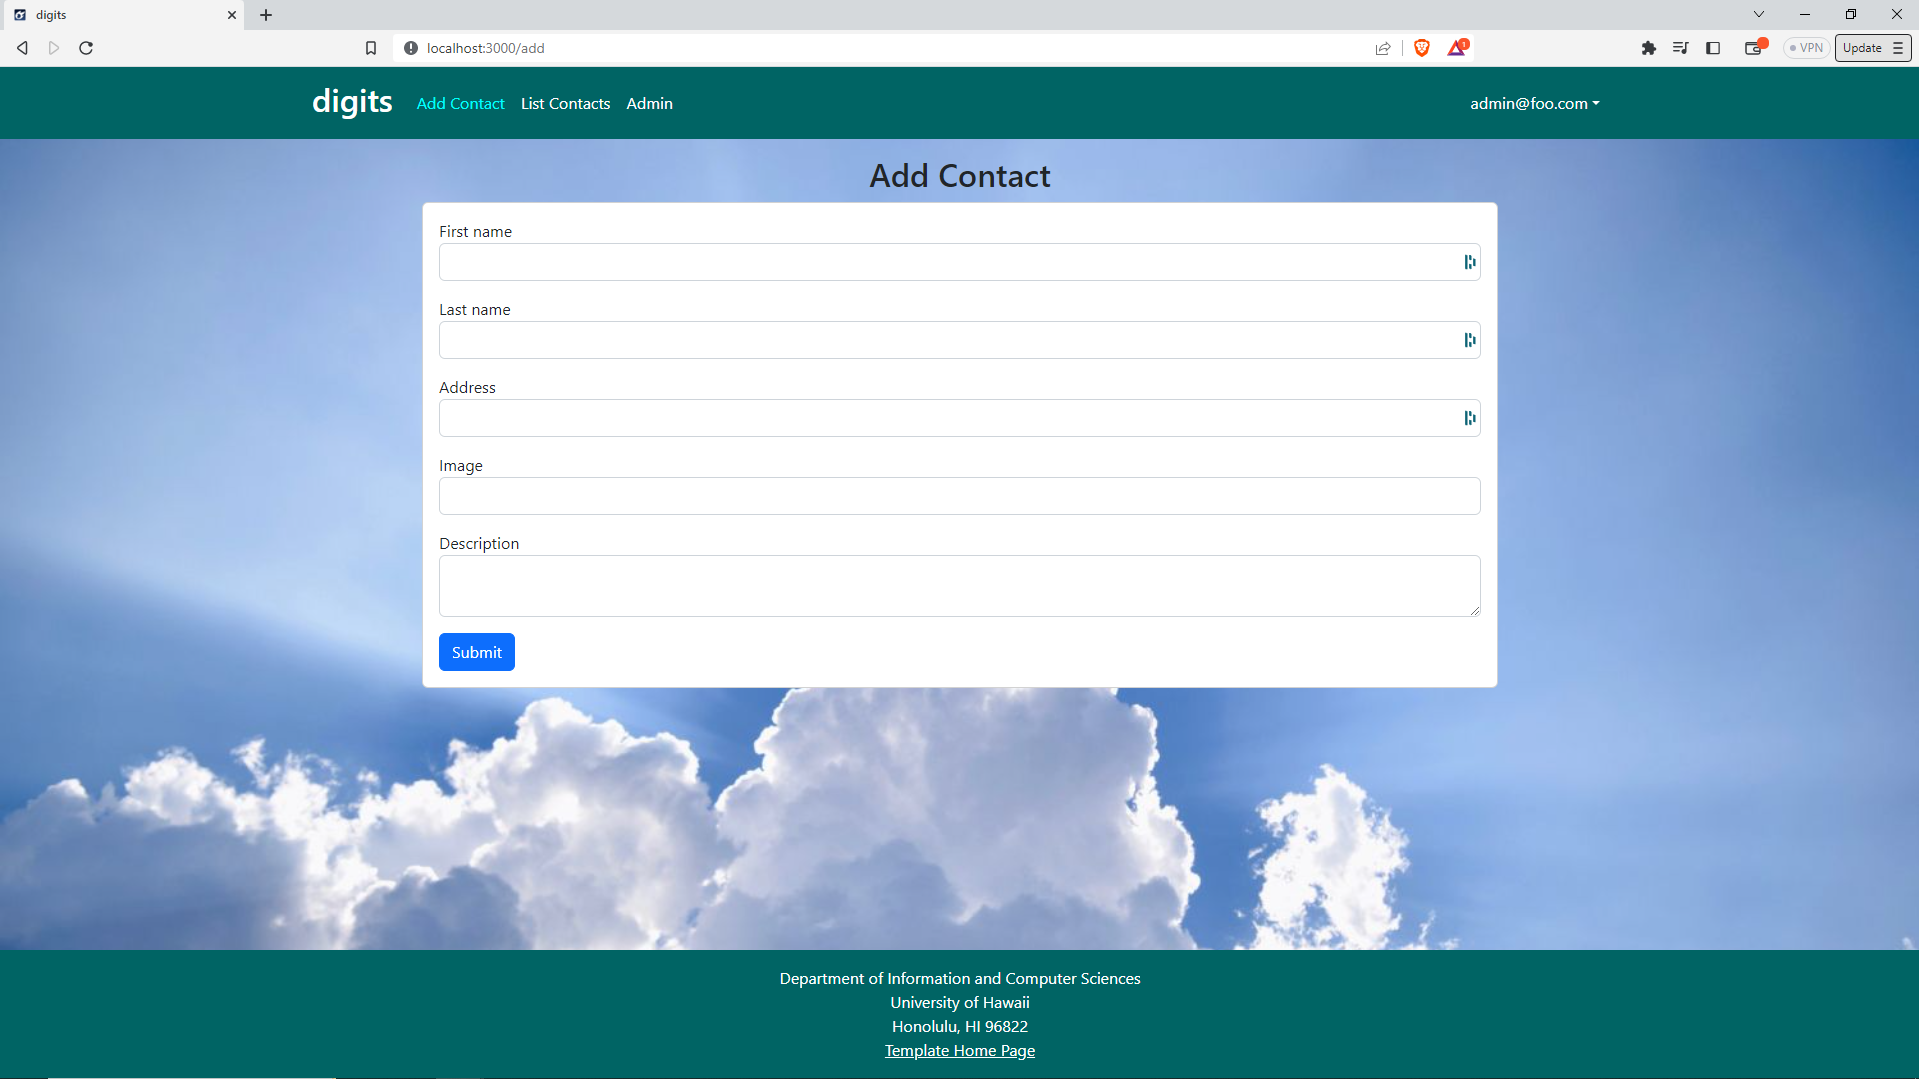 digits
localhost:3000/add
1
VPN
Update
digits
Add Contact
List Contacts
Admin
admin@foo.com
Add Contact
First name
Last name
Address
Image
Description
Submit
Department of Information and Computer Sciences
University of Hawaii
Honolulu, HI 96822
Template Home Page